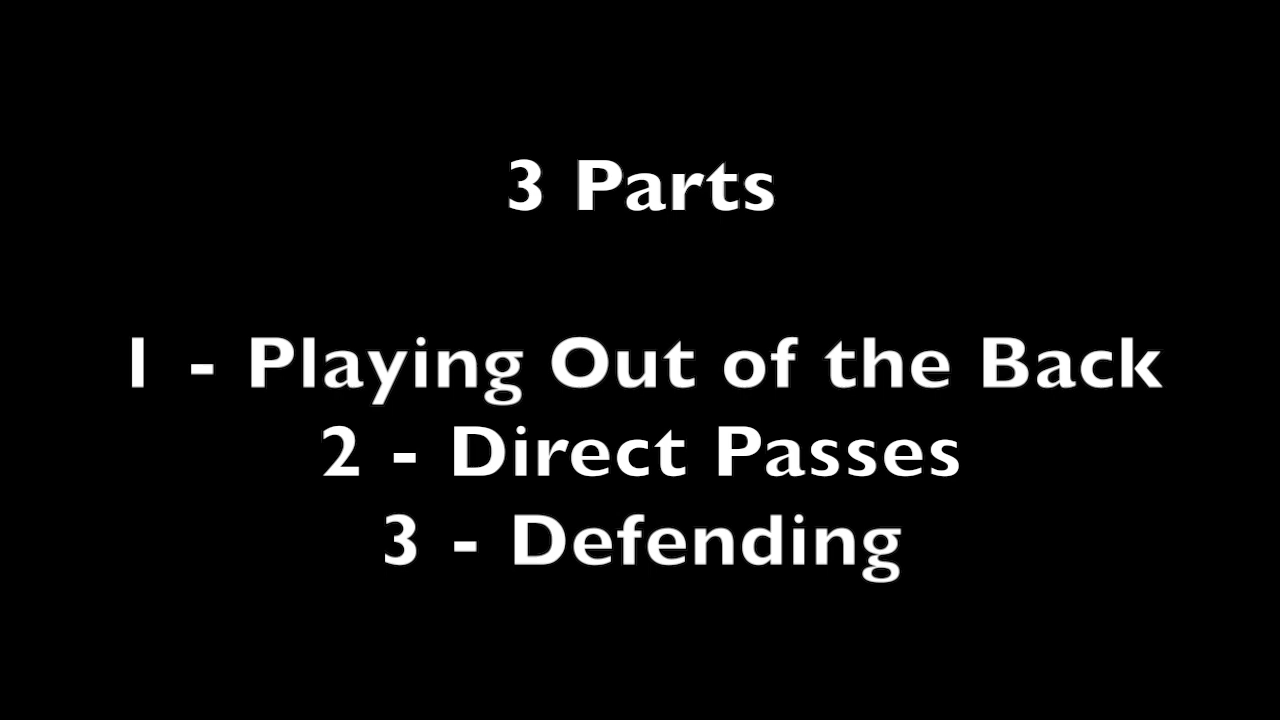 3 Parts
1 - Playing Out of the Back
2 - Direct Passes
3 - Defending